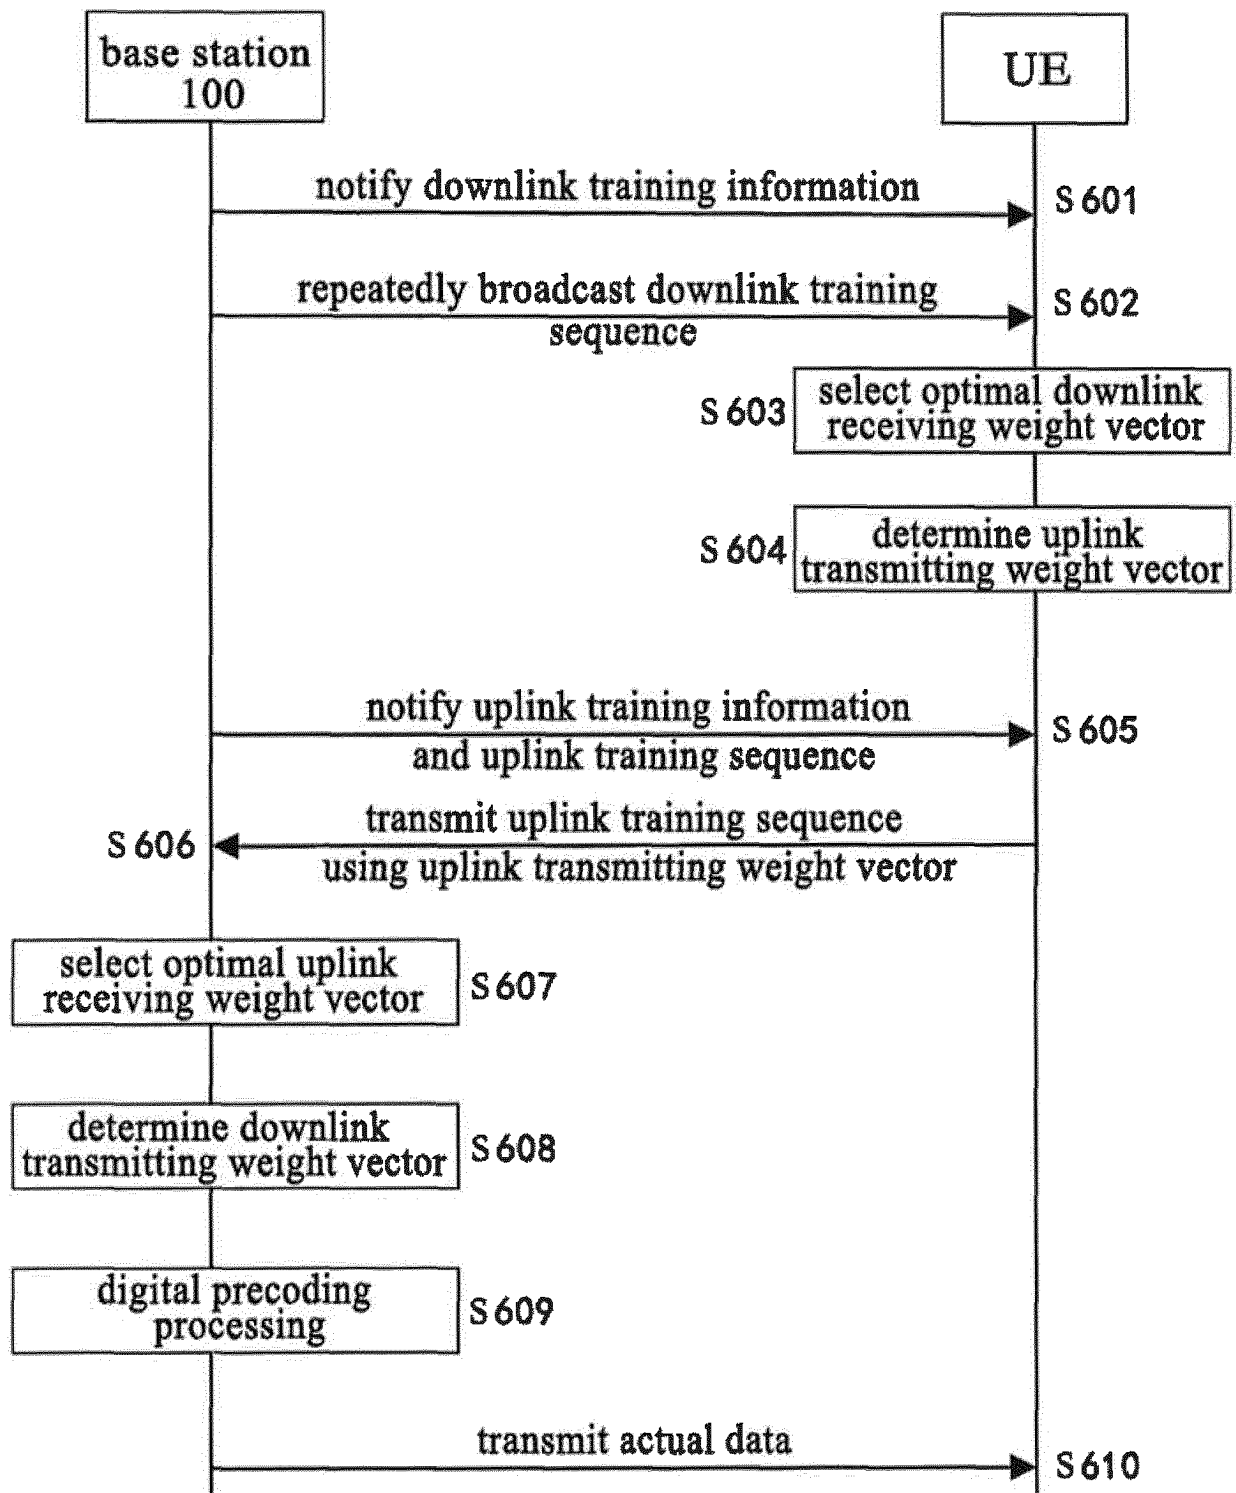 base station
100
UE
notify downlink training information
S 601
repeatedly broadcast downlink training
sequence
S 602
S 603
select optimal downlink
receiving weight vector
S 604
determine uplink
transmitting weight vector
notify uplink training information
and uplink training sequence
S 605
transmit uplink training sequence
using uplink transmitting weight vector
S 606
select optimal uplink
receiving weight vector
S 607
determine downlink
transmitting weight vector
S 608
digital precoding
processing
S 609
transmit actual data
S 610